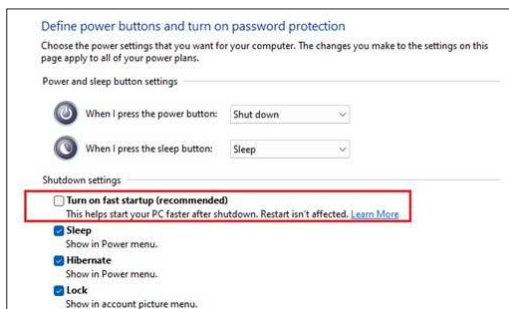 Define power buttons and turn on password protection
Choose the power settings that you want for your computer. The changes you make to the settings on this
page apply to all of your power plans.
Power and sleep button settings
When I press the power button: Shut down
When I press the sleep button: Sleep
Shutdown settings
Turn on fast startup (recommended)
This helps start your PC faster after shutdown. Restart isn't affected. Learn More
Sleep
Show in Power menu.
Hibernate
Show in Power menu.
Lock
Show in account picture menu.